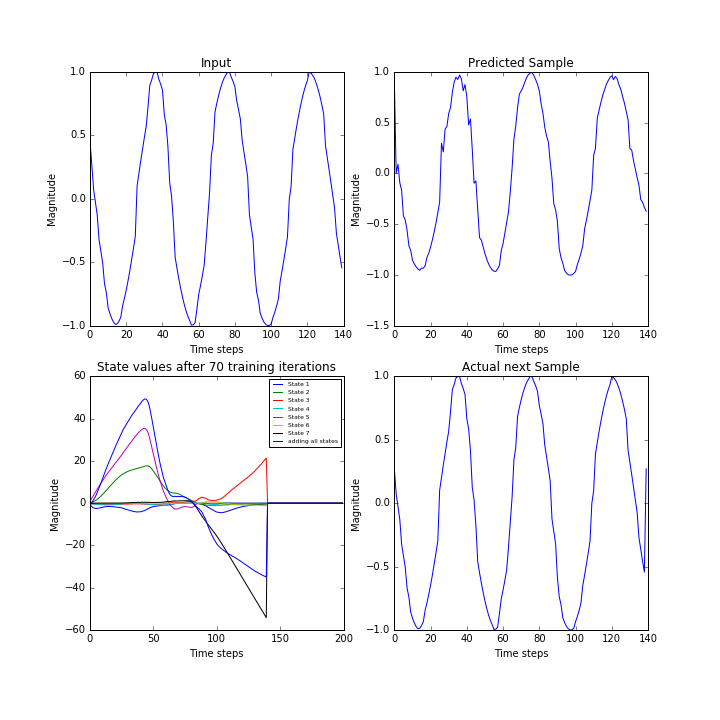 Input
1.0
0.5
0.0
−0.5
−1.0
Magnitude
0 20 40 60 80 100 120 140
Time steps
Predicted Sample
1.0
0.5
0.0
−0.5
−1.0
−1.5
Magnitude
0 20 40 60 80 100 120 140
Time steps
State values after 70 training iterations
60
40
20
0
−20
−40
−60
Magnitude
State 1
State 2
State 3
State 4
State 5
State 6
State 7
adding all states
0 50 100 150 200
Time steps
Actual next Sample
1.0
0.5
0.0
−0.5
−1.0
Magnitude
0 20 40 60 80 100 120 140
Time steps